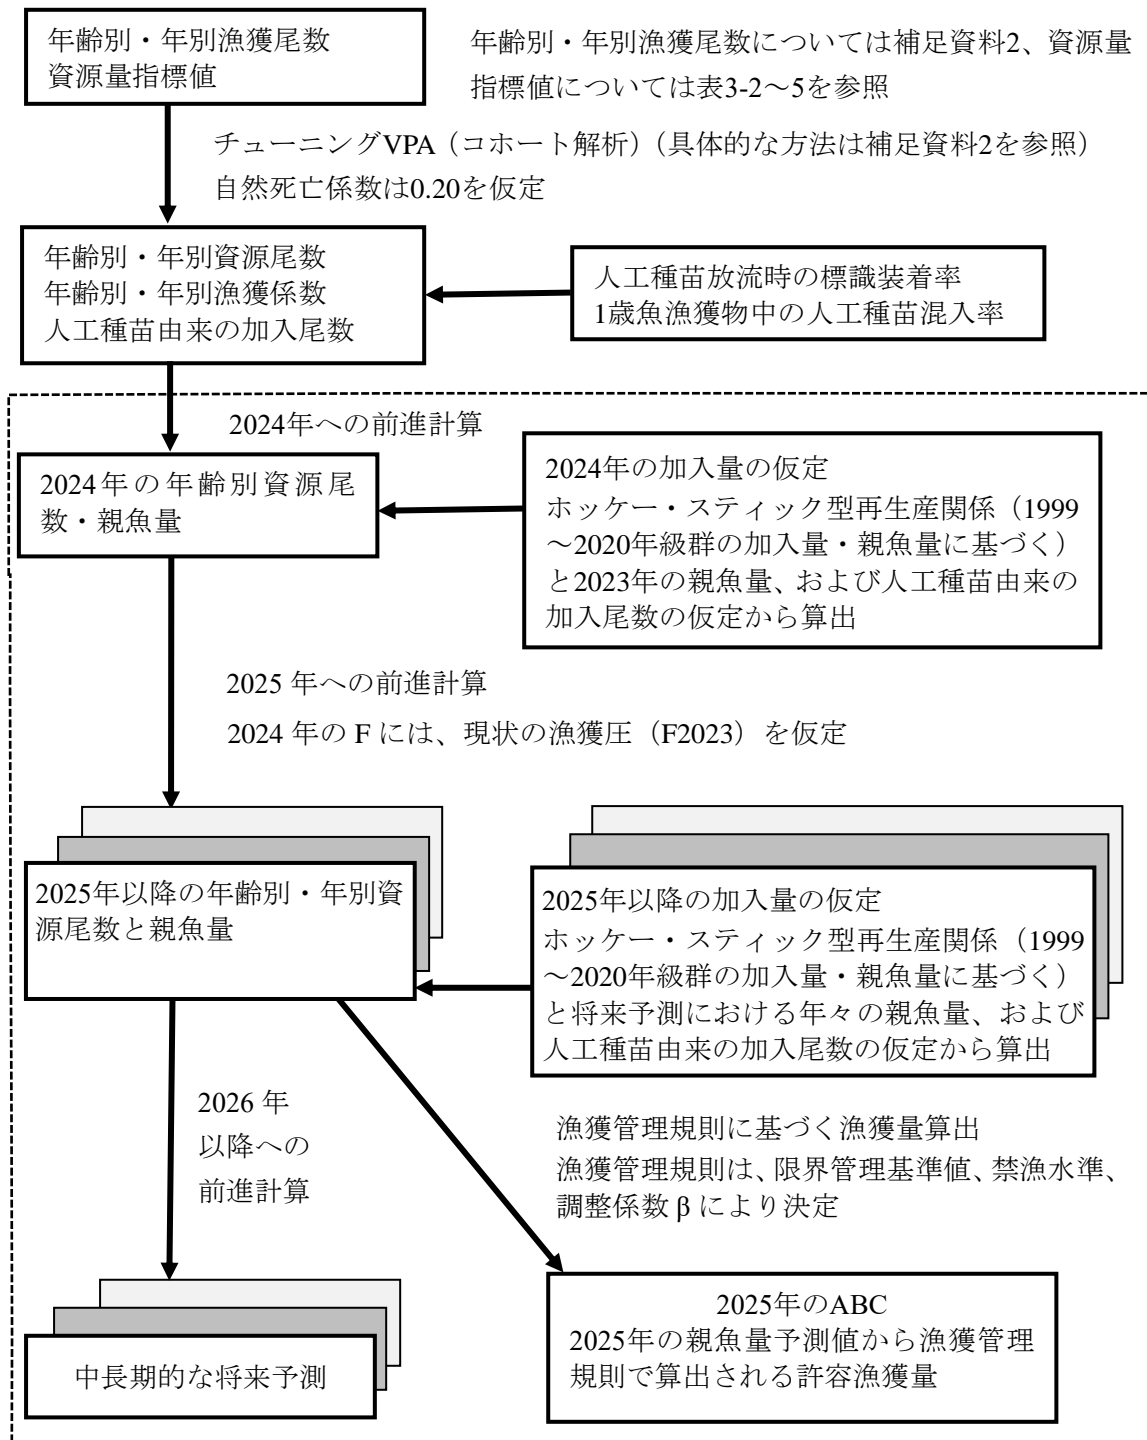 年齢別・年別漁獲尾数
資源量指標値
年齢別・年別漁獲尾数については補足資料2、資源量
指標値については表3-2～5を参照
チューニングVPA（コホート解析）（具体的な方法は補足資料2を参照）
自然死亡係数は0.20を仮定
年齢別・年別資源尾数
年齢別・年別漁獲係数
人工種苗由来の加入尾数
人工種苗放流時の標識装着率
1歳魚漁獲物中の人工種苗混入率
2024年への前進計算
2024年の年齢別資源尾
数・親魚量
2024年の加入量の仮定
ホッケー・スティック型再生産関係（1999
～2020年級群の加入量・親魚量に基づく）
と2023年の親魚量、および人工種苗由来の
加入尾数の仮定から算出
2025 年への前進計算
2024 年の F には、現状の漁獲圧（F2023）を仮定
2025年以降の年齢別・年別資
源尾数と親魚量
2025年以降の加入量の仮定
ホッケー・スティック型再生産関係（1999
～2020年級群の加入量・親魚量に基づく）
と将来予測における年々の親魚量、および
人工種苗由来の加入尾数の仮定から算出
2026 年
以降への
前進計算
漁獲管理規則に基づく漁獲量算出
漁獲管理規則は、限界管理基準値、禁漁水準、
調整係数 β により決定
中長期的な将来予測
2025年のABC
2025年の親魚量予測値から漁獲管理
規則で算出される許容漁獲量